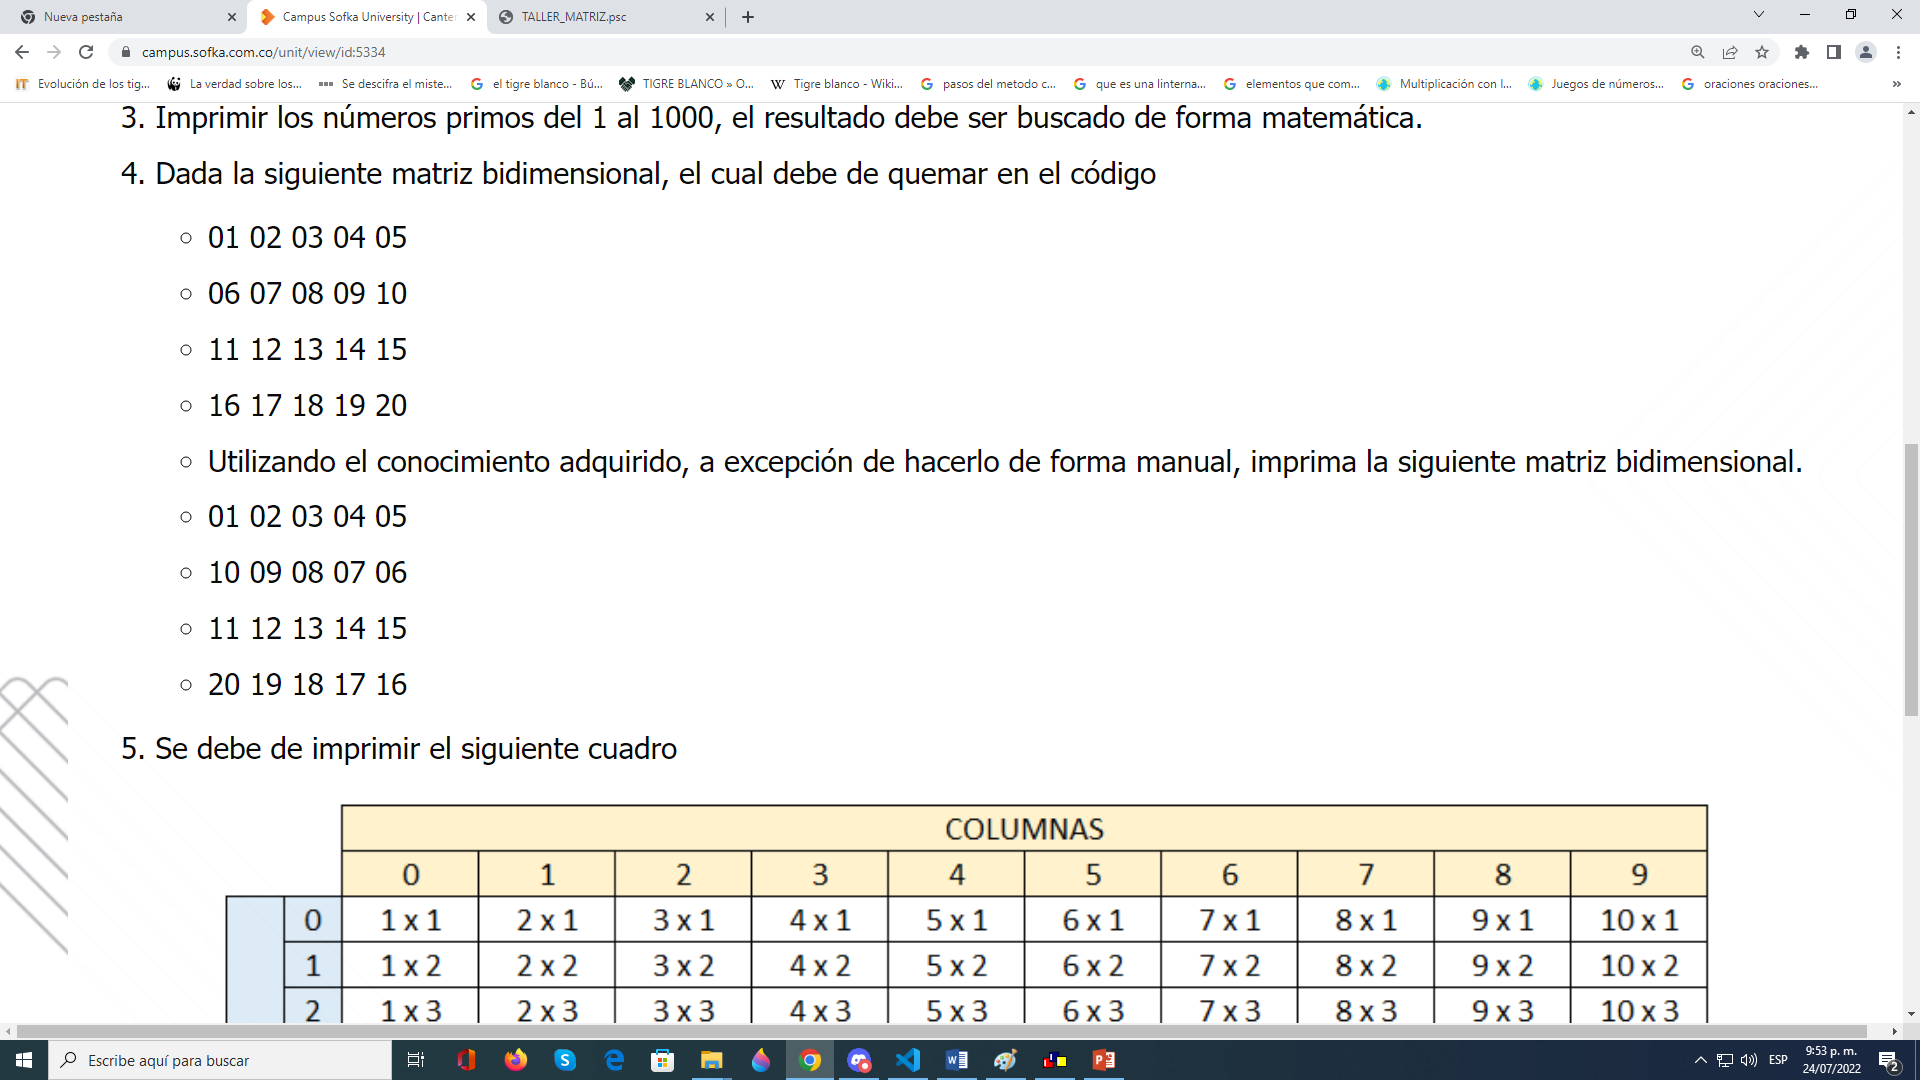 Nueva pestaña
Campus Sofka University | Canter
TALLER_MATRIZ.psc
campus.sofka.com.co/unit/view/id:5334
Evolución de los tig... La verdad sobre los... Se descifra el miste... el tigre blanco - Bú... TIGRE BLANCO » O... Tigre blanco - Wiki... pasos del metodo c... que es una linterna... elementos que com... Multiplicación con l... Juegos de números... oraciones oraciones... »
3. Imprimir los números primos del 1 al 1000, el resultado debe ser buscado de forma matemática.
4. Dada la siguiente matriz bidimensional, el cual debe de quemar en el código
01 02 03 04 05
06 07 08 09 10
11 12 13 14 15
16 17 18 19 20
Utilizando el conocimiento adquirido, a excepción de hacerlo de forma manual, imprima la siguiente matriz bidimensional.
01 02 03 04 05
10 09 08 07 06
11 12 13 14 15
20 19 18 17 16
5. Se debe de imprimir el siguiente cuadro
COLUMNAS
0 1 2 3 4 5 6 7 8 9
0 1 x 1 2 x 1 3 x 1 4 x 1 5 x 1 6 x 1 7 x 1 8 x 1 9 x 1 10 x 1
1 1 x 2 2 x 2 3 x 2 4 x 2 5 x 2 6 x 2 7 x 2 8 x 2 9 x 2 10 x 2
2 1 x 3 2 x 3 3 x 3 4 x 3 5 x 3 6 x 3 7 x 3 8 x 3 9 x 3 10 x 3
Escribe aquí para buscar
ESP
9:53 p. m.
24/07/2022
2